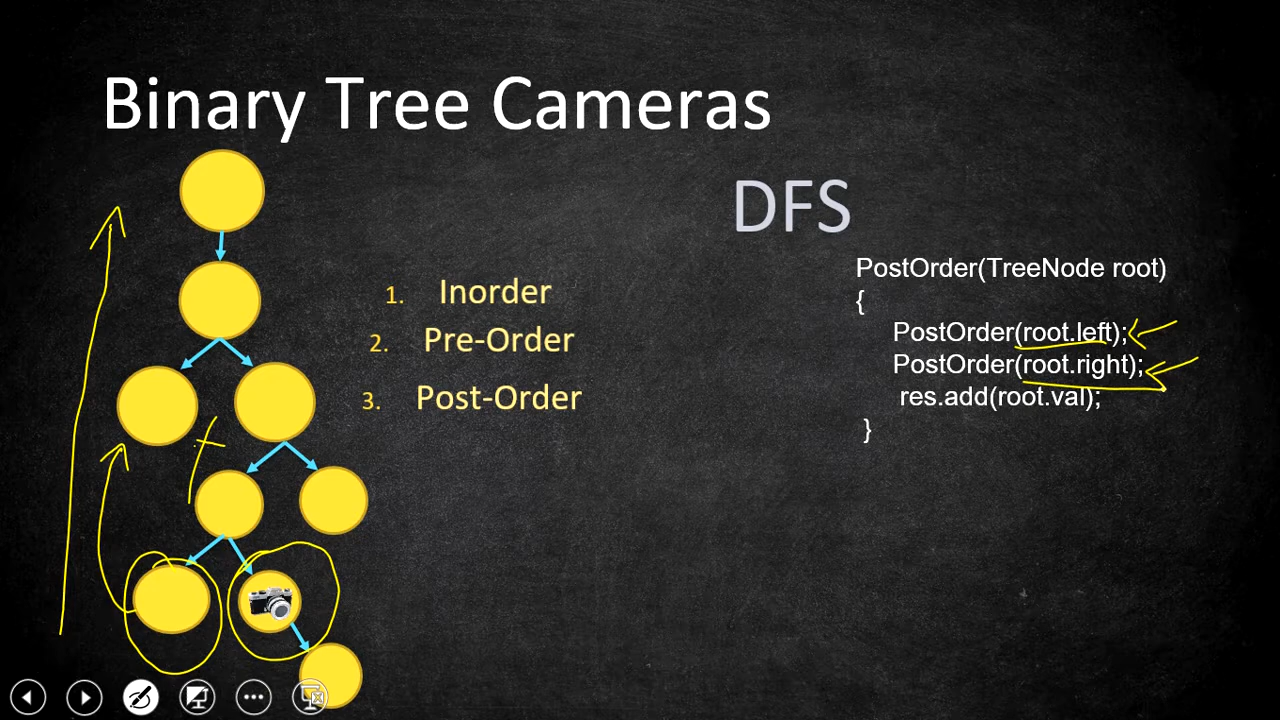 Binary Tree Cameras
DFS
1. Inorder
2. Pre-Order
3. Post-Order
PostOrder(TreeNode root)
{
PostOrder(root.left);
PostOrder(root.right);
res.add(root.val);
}